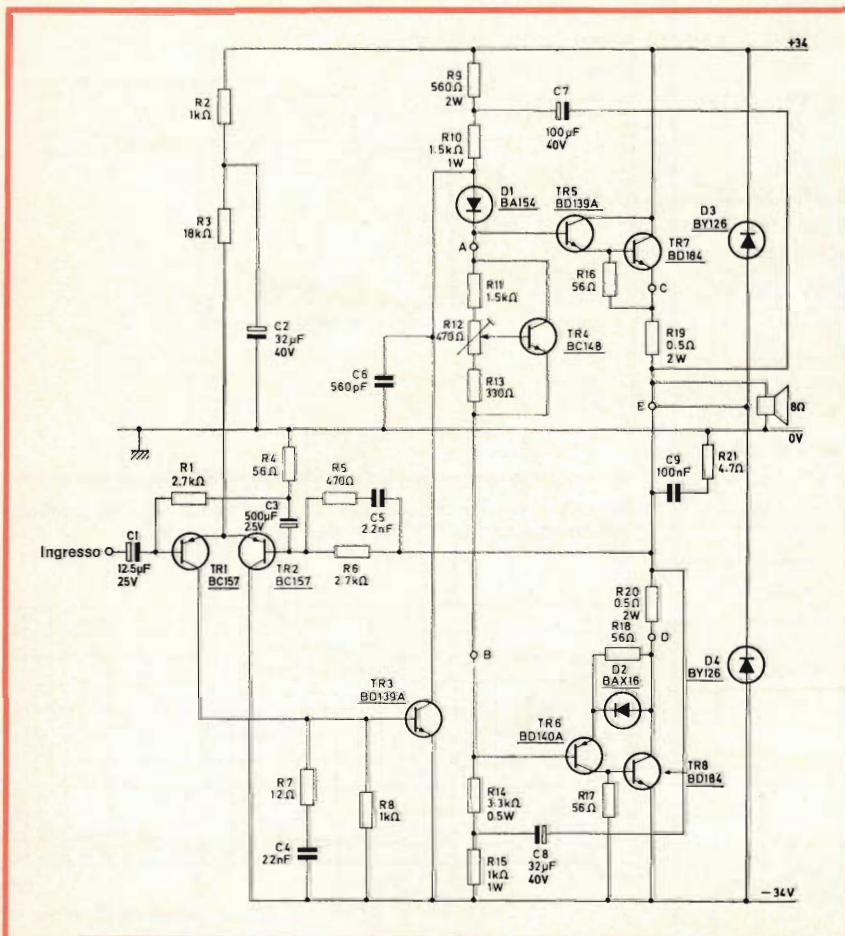 +34
R9
560Ω
2W
C7
100µF
40V
R2
1kΩ
R10
1.5kΩ
1W
D1
BA154
TR5
BD139A
D3
BY126
R3
18kΩ
A
TR7
BD184
R16
56Ω
C
R11
1.5kΩ
C2
32µF
40V
R12
470Ω
TR4
BC148
R19
0.5Ω
2W
C6
560pF
R13
330Ω
E
8Ω
0V
R4
56Ω
C9
100nF
R21
4.7Ω
R1
2.7kΩ
R5
470Ω
C5
2.2nF
C3
500µF
25V
C1
Ingresso
12.5µF
25V
TR1
BC157
TR2
BC157
R6
2.7kΩ
R20
0.5Ω
2W
R18
56Ω
D
B
D2
BAX16
D4
BY126
TR3
BD139A
TR6
BD140A
TR8
BD184
R7
12Ω
R8
1kΩ
R14
3.3kΩ
0.5W
R17
56Ω
C4
22nF
C8
32µF
40V
R15
1kΩ
1W
−34V